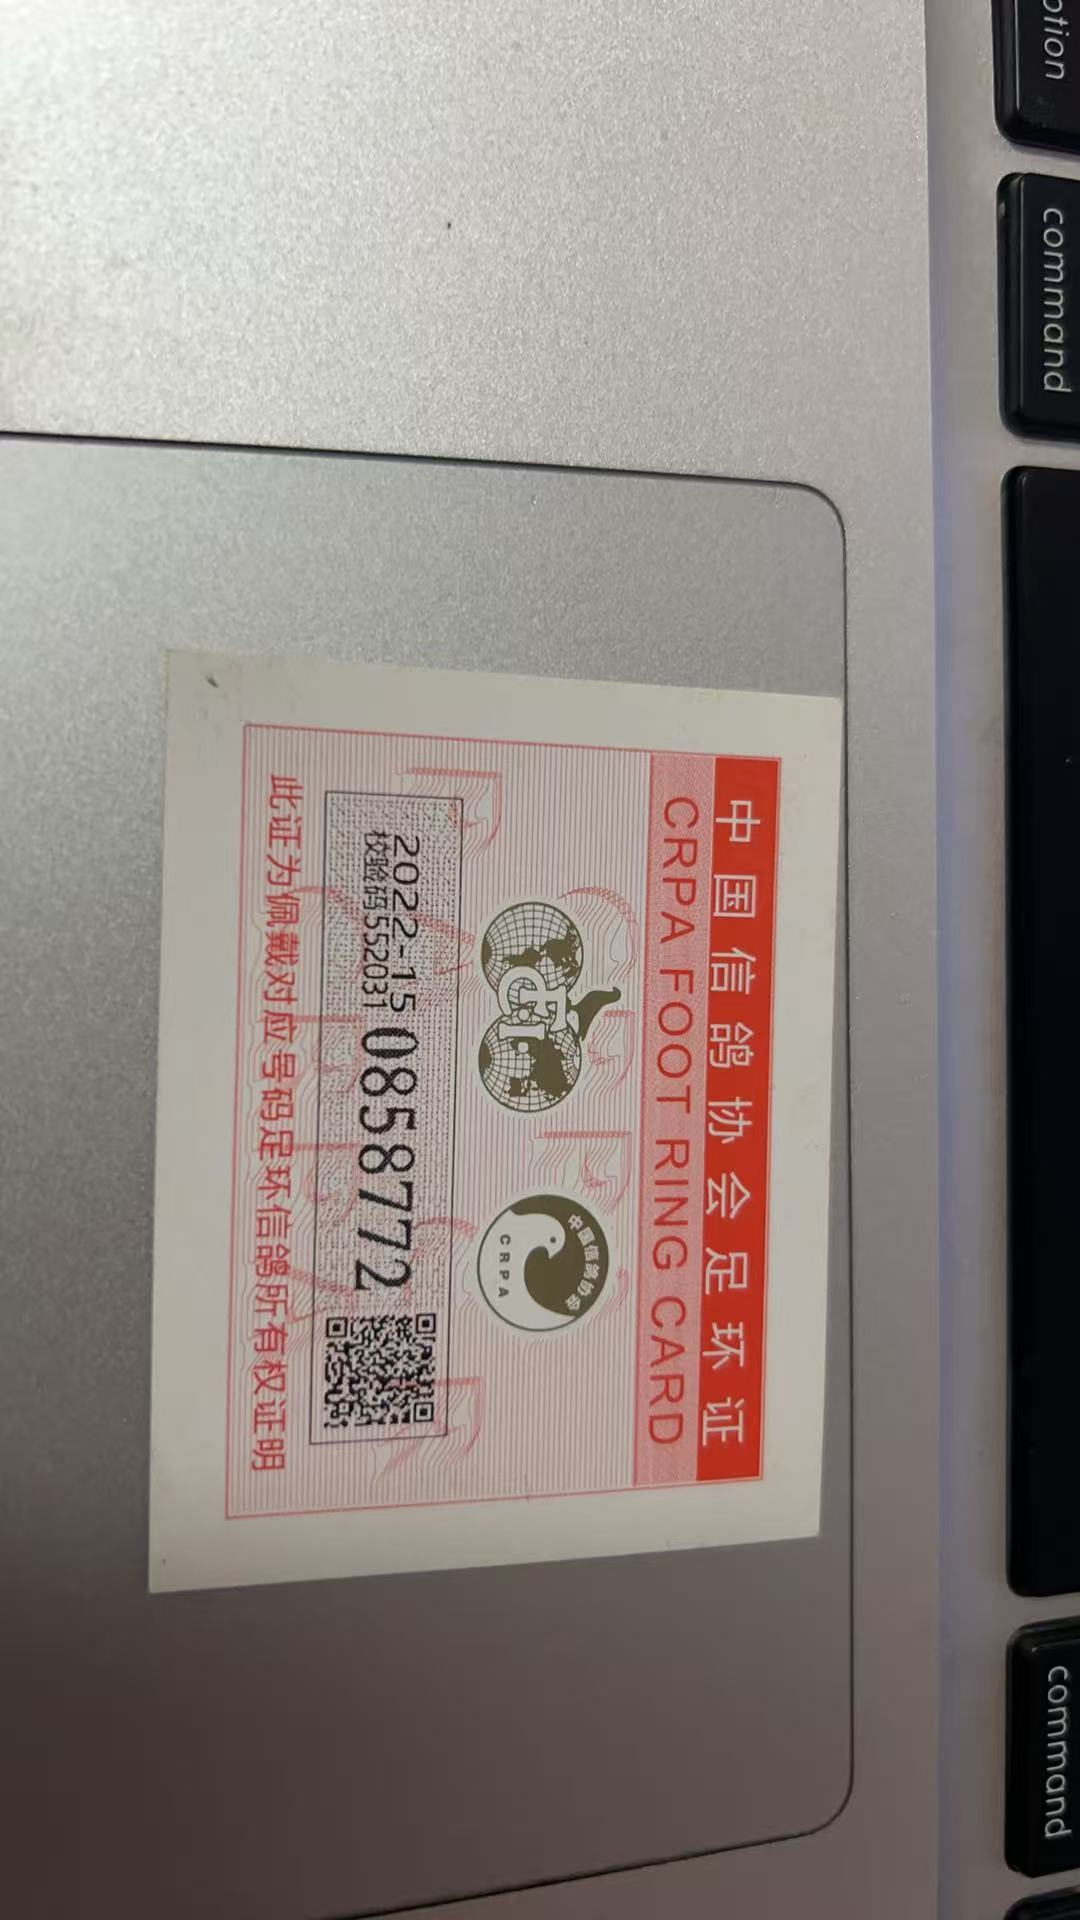 中国信鸽协会足环证
CRPA FOOT RING CARD
FCI
中国信鸽协会
CRPA
2022-15 0858772
校验码552031
此证为佩戴对应号码足环信鸽所有权证明
command
command